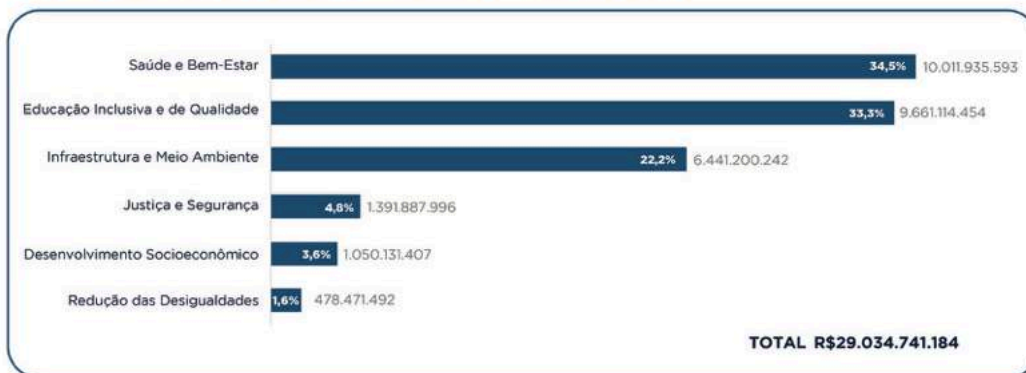 Saúde e Bem-Estar 34,5% 10.011.935.593
Educação Inclusiva e de Qualidade 33,3% 9.661.114.454
Infraestrutura e Meio Ambiente 22,2% 6.441.200.242
Justiça e Segurança 4,8% 1.391.887.996
Desenvolvimento Socioeconômico 3,6% 1.050.131.407
Redução das Desigualdades 1,6% 478.471.492
TOTAL R$29.034.741.184